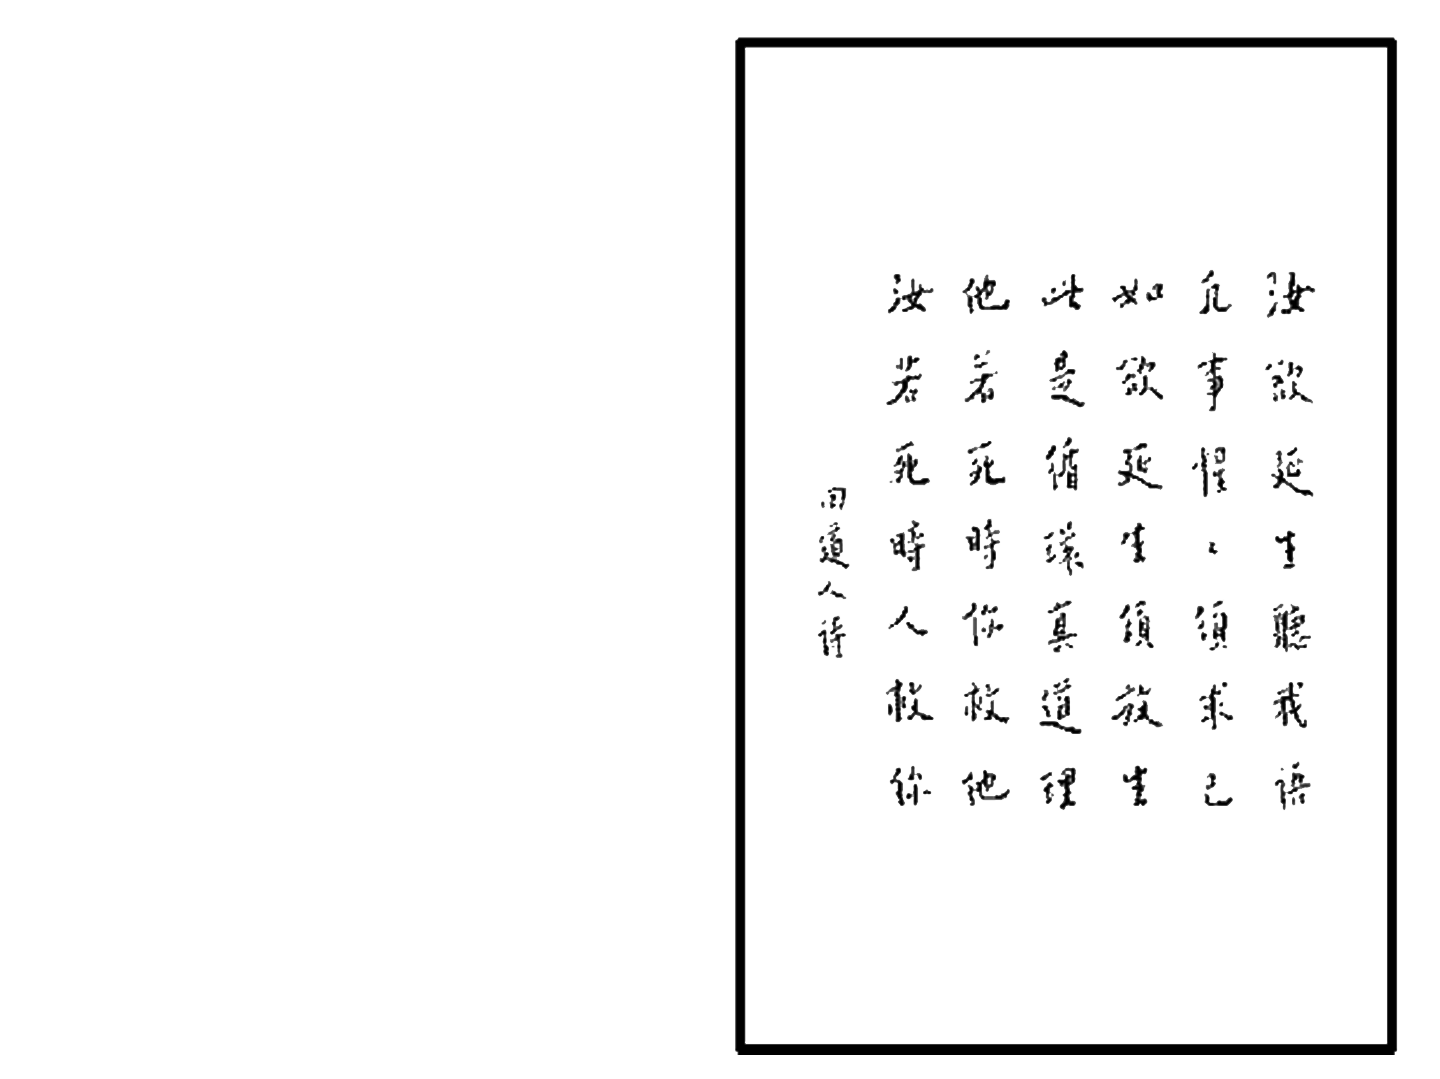 汝欲延生聽我語
凡事惺〻須求己
如欲延生須放生
此是循環真道理
他若死時你救他
汝若死時人救你
回道人詩